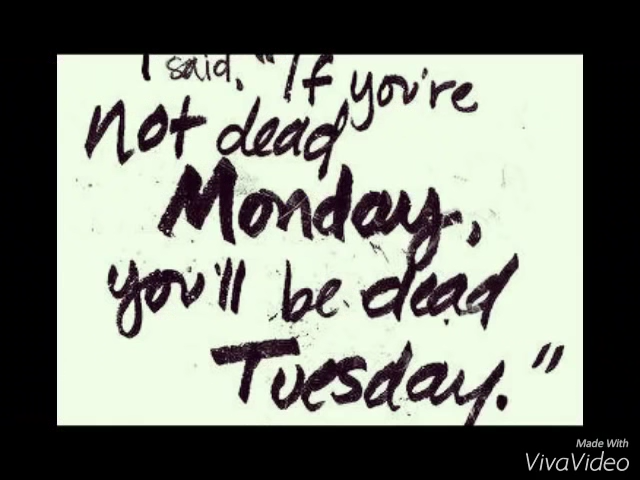 I said, "If you're
not dead
Monday,
you'll be dead
Tuesday."
Made With
VivaVideo